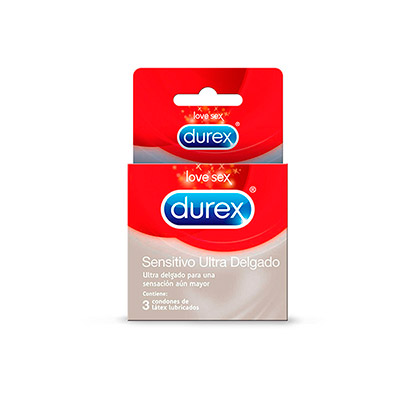 love sex
durex®
love sex
durex®
Sensitivo Ultra Delgado
Ultra delgado para una
sensación aún mayor
Contiene:
3 condones de
látex lubricados